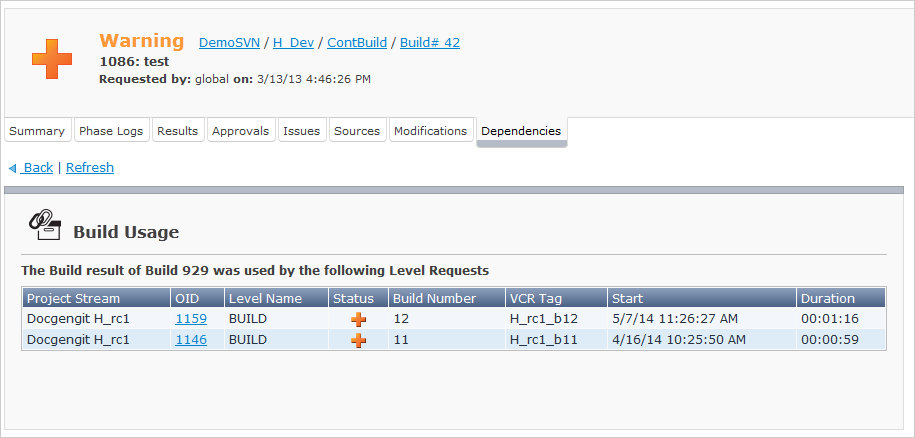 Warning DemoSVN / H_Dev / ContBuild / Build# 42
1086: test
Requested by: global on: 3/13/13 4:46:26 PM
Summary Phase Logs Results Approvals Issues Sources Modifications Dependencies
Back | Refresh
Build Usage
The Build result of Build 929 was used by the following Level Requests
Project Stream OID Level Name Status Build Number VCR Tag Start Duration
Docgengit H_rc1 1159 BUILD 12 H_rc1_b12 5/7/14 11:26:27 AM 00:01:16
Docgengit H_rc1 1146 BUILD 11 H_rc1_b11 4/16/14 10:25:50 AM 00:00:59